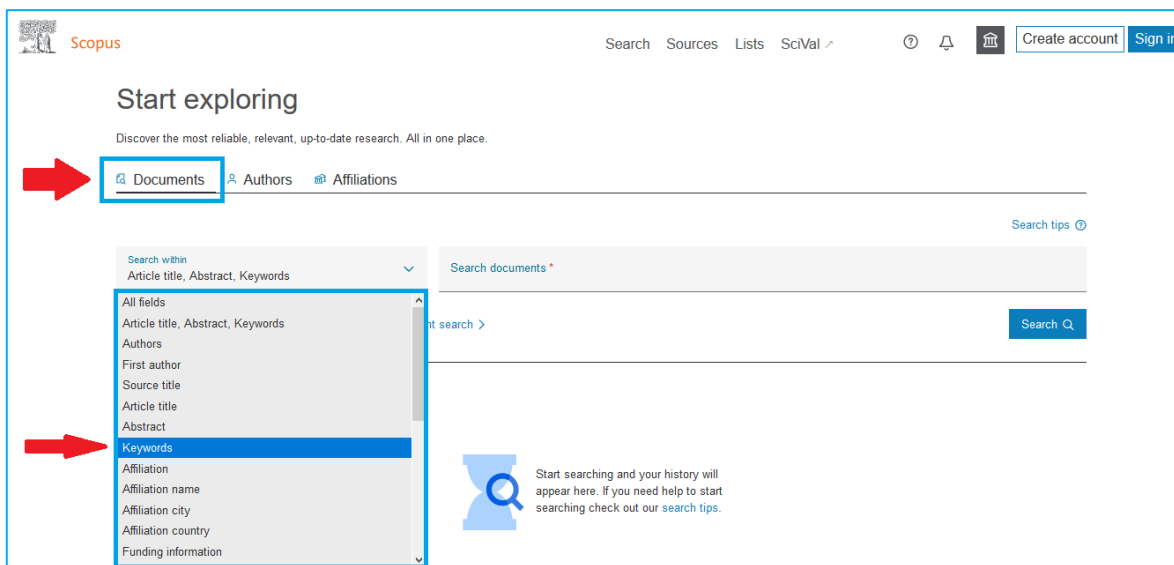 Scopus
Search Sources Lists SciVal
Create account
Sign in
Start exploring
Discover the most reliable, relevant, up-to-date research. All in one place.
Documents
Authors
Affiliations
Search tips
Search within
Article title, Abstract, Keywords
Search documents *
All fields
Article title, Abstract, Keywords
Authors
First author
Source title
Article title
Abstract
Keywords
Affiliation
Affiliation name
Affiliation city
Affiliation country
Funding information
search >
Search
Start searching and your history will
appear here. If you need help to start
searching check out our search tips.